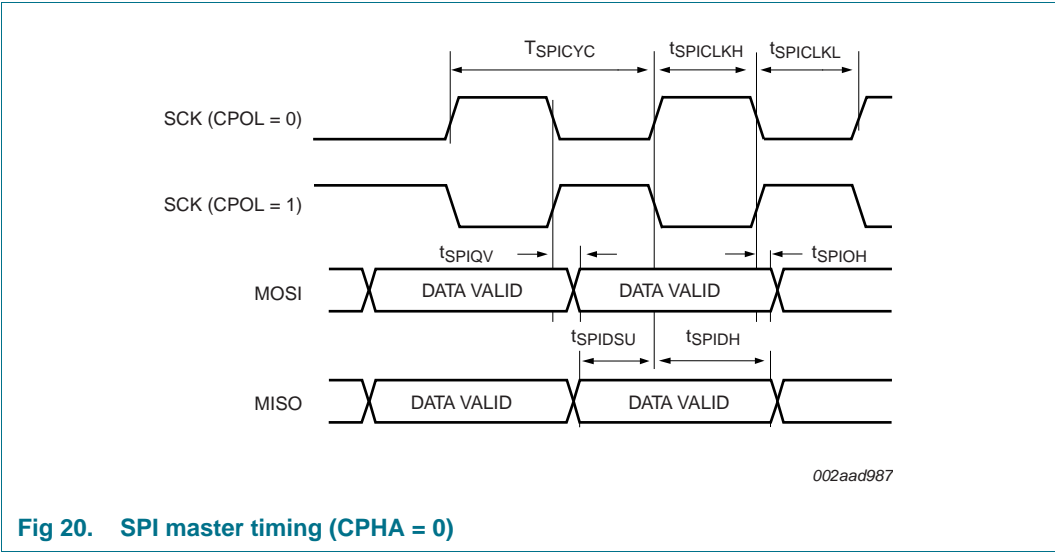 TSPICYC tSPICLKH tSPICLKL
SCK (CPOL = 0)
SCK (CPOL = 1)
tSPIQV tSPIOH
MOSI DATA VALID DATA VALID
tSPIDSU tSPIDH
MISO DATA VALID DATA VALID
002aad987
Fig 20. SPI master timing (CPHA = 0)